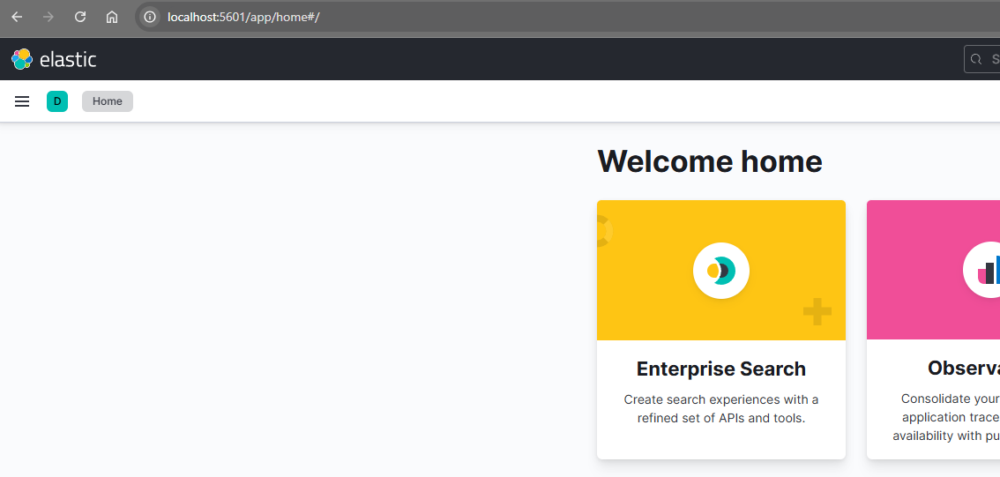 localhost:5601/app/home#/
elastic
S
D
Home
Welcome home
Enterprise Search
Create search experiences with a
refined set of APIs and tools.
Observa
Consolidate your
application trace
availability with pu